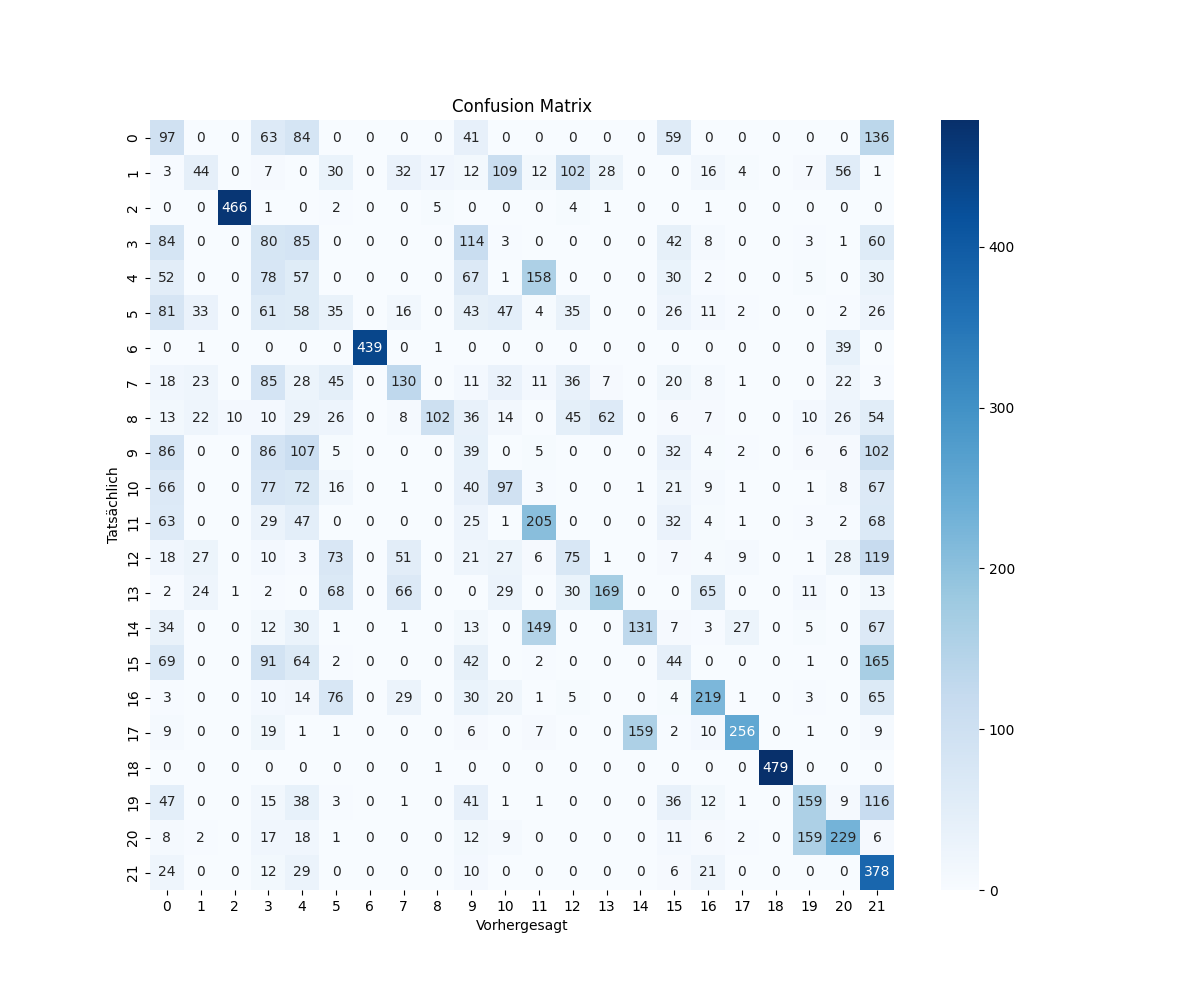 Confusion Matrix
0 97 0 0 63 84 0 0 0 0 41 0 0 0 0 0 59 0 0 0 0 0 136
1 3 44 0 7 0 30 0 32 17 12 109 12 102 28 0 0 16 4 0 7 56 1
2 0 0 466 1 0 2 0 0 5 0 0 0 4 1 0 0 1 0 0 0 0 0
3 84 0 0 80 85 0 0 0 0 114 3 0 0 0 0 42 8 0 0 3 1 60
4 52 0 0 78 57 0 0 0 0 67 1 158 0 0 0 30 2 0 0 5 0 30
5 81 33 0 61 58 35 0 16 0 43 47 4 35 0 0 26 11 2 0 0 2 26
6 0 1 0 0 0 0 439 0 1 0 0 0 0 0 0 0 0 0 0 0 39 0
7 18 23 0 85 28 45 0 130 0 11 32 11 36 7 0 20 8 1 0 0 22 3
8 13 22 10 10 29 26 0 8 102 36 14 0 45 62 0 6 7 0 0 10 26 54
9 86 0 0 86 107 5 0 0 0 39 0 5 0 0 0 32 4 2 0 6 6 102
10 66 0 0 77 72 16 0 1 0 40 97 3 0 0 1 21 9 1 0 1 8 67
11 63 0 0 29 47 0 0 0 0 25 1 205 0 0 0 32 4 1 0 3 2 68
12 18 27 0 10 3 73 0 51 0 21 27 6 75 1 0 7 4 9 0 1 28 119
13 2 24 1 2 0 68 0 66 0 0 29 0 30 169 0 0 65 0 0 11 0 13
14 34 0 0 12 30 1 0 1 0 13 0 149 0 0 131 7 3 27 0 5 0 67
15 69 0 0 91 64 2 0 0 0 42 0 2 0 0 0 44 0 0 0 1 0 165
16 3 0 0 10 14 76 0 29 0 30 20 1 5 0 0 4 219 1 0 3 0 65
17 9 0 0 19 1 1 0 0 0 6 0 7 0 0 159 2 10 256 0 1 0 9
18 0 0 0 0 0 0 0 0 1 0 0 0 0 0 0 0 0 0 479 0 0 0
19 47 0 0 15 38 3 0 1 0 41 1 1 0 0 0 36 12 1 0 159 9 116
20 8 2 0 17 18 1 0 0 0 12 9 0 0 0 0 11 6 2 0 159 229 6
21 24 0 0 12 29 0 0 0 0 10 0 0 0 0 0 6 21 0 0 0 0 378
0 1 2 3 4 5 6 7 8 9 10 11 12 13 14 15 16 17 18 19 20 21
Vorhergesagt
Tatsächlich
400
300
200
100
0